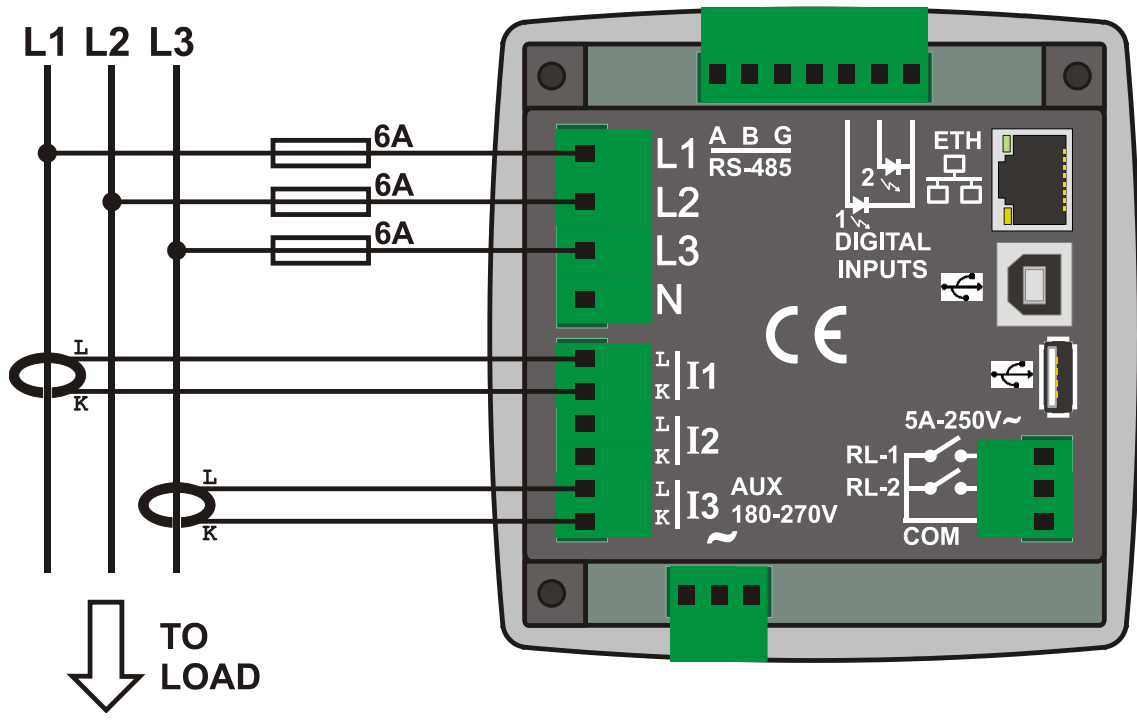 L1 L2 L3
6A
6A
6A
L1
L2
L3
N
A B G
RS-485
2
1
DIGITAL
INPUTS
ETH
CE
L
K
L
K
I1
L
K
I2
L
K
L
K
I3
AUX
180-270V
~
5A-250V~
RL-1
RL-2
COM
TO
LOAD